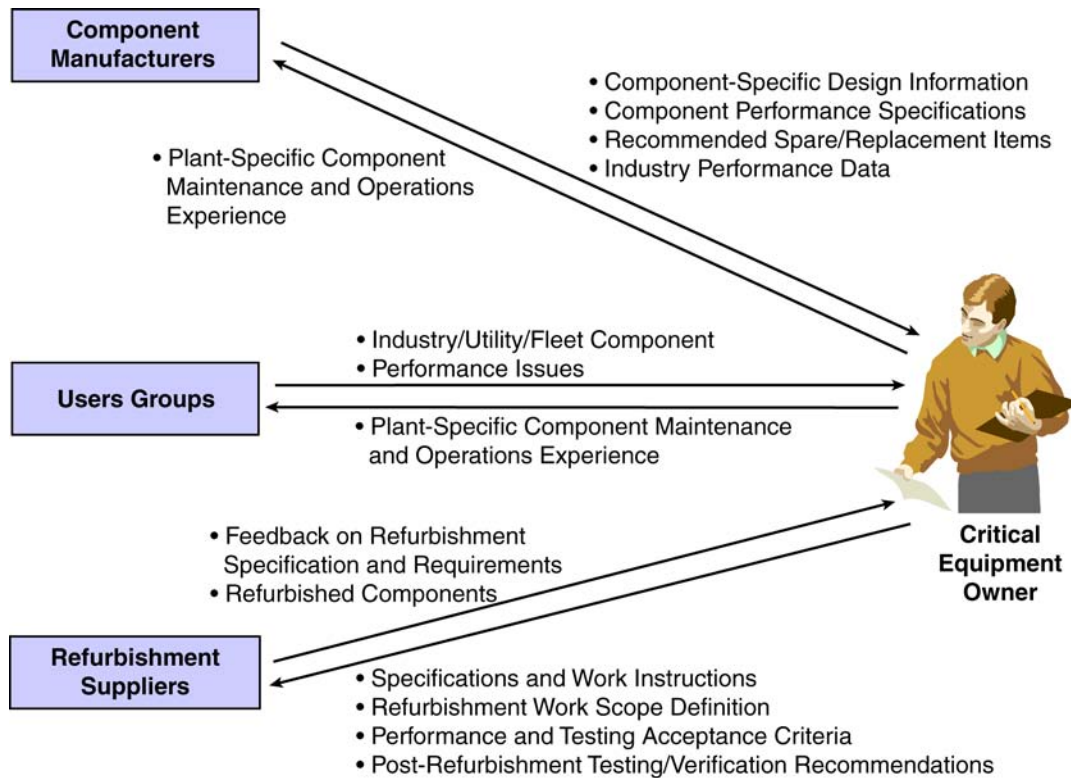 Component
Manufacturers
• Component-Specific Design Information
• Component Performance Specifications
• Recommended Spare/Replacement Items
• Industry Performance Data
• Plant-Specific Component
Maintenance and Operations
Experience
• Industry/Utility/Fleet Component
• Performance Issues
Users Groups
• Plant-Specific Component Maintenance
and Operations Experience
• Feedback on Refurbishment
Specification and Requirements
• Refurbished Components
Critical
Equipment
Owner
Refurbishment
Suppliers
• Specifications and Work Instructions
• Refurbishment Work Scope Definition
• Performance and Testing Acceptance Criteria
• Post-Refurbishment Testing/Verification Recommendations